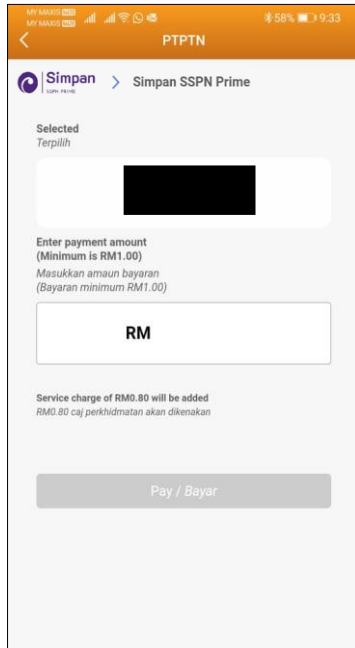 MY MAXIS
MY MAXIS
58% 9:33
PTPTN
Simpan
SSPN PRIME
Simpan SSPN Prime
Selected
Terpilih
Enter payment amount
(Minimum is RM1.00)
Masukkan amaun bayaran
(Bayaran minimum RM1.00)
RM
Service charge of RM0.80 will be added
RM0.80 caj perkhidmatan akan dikenakan
Pay / Bayar